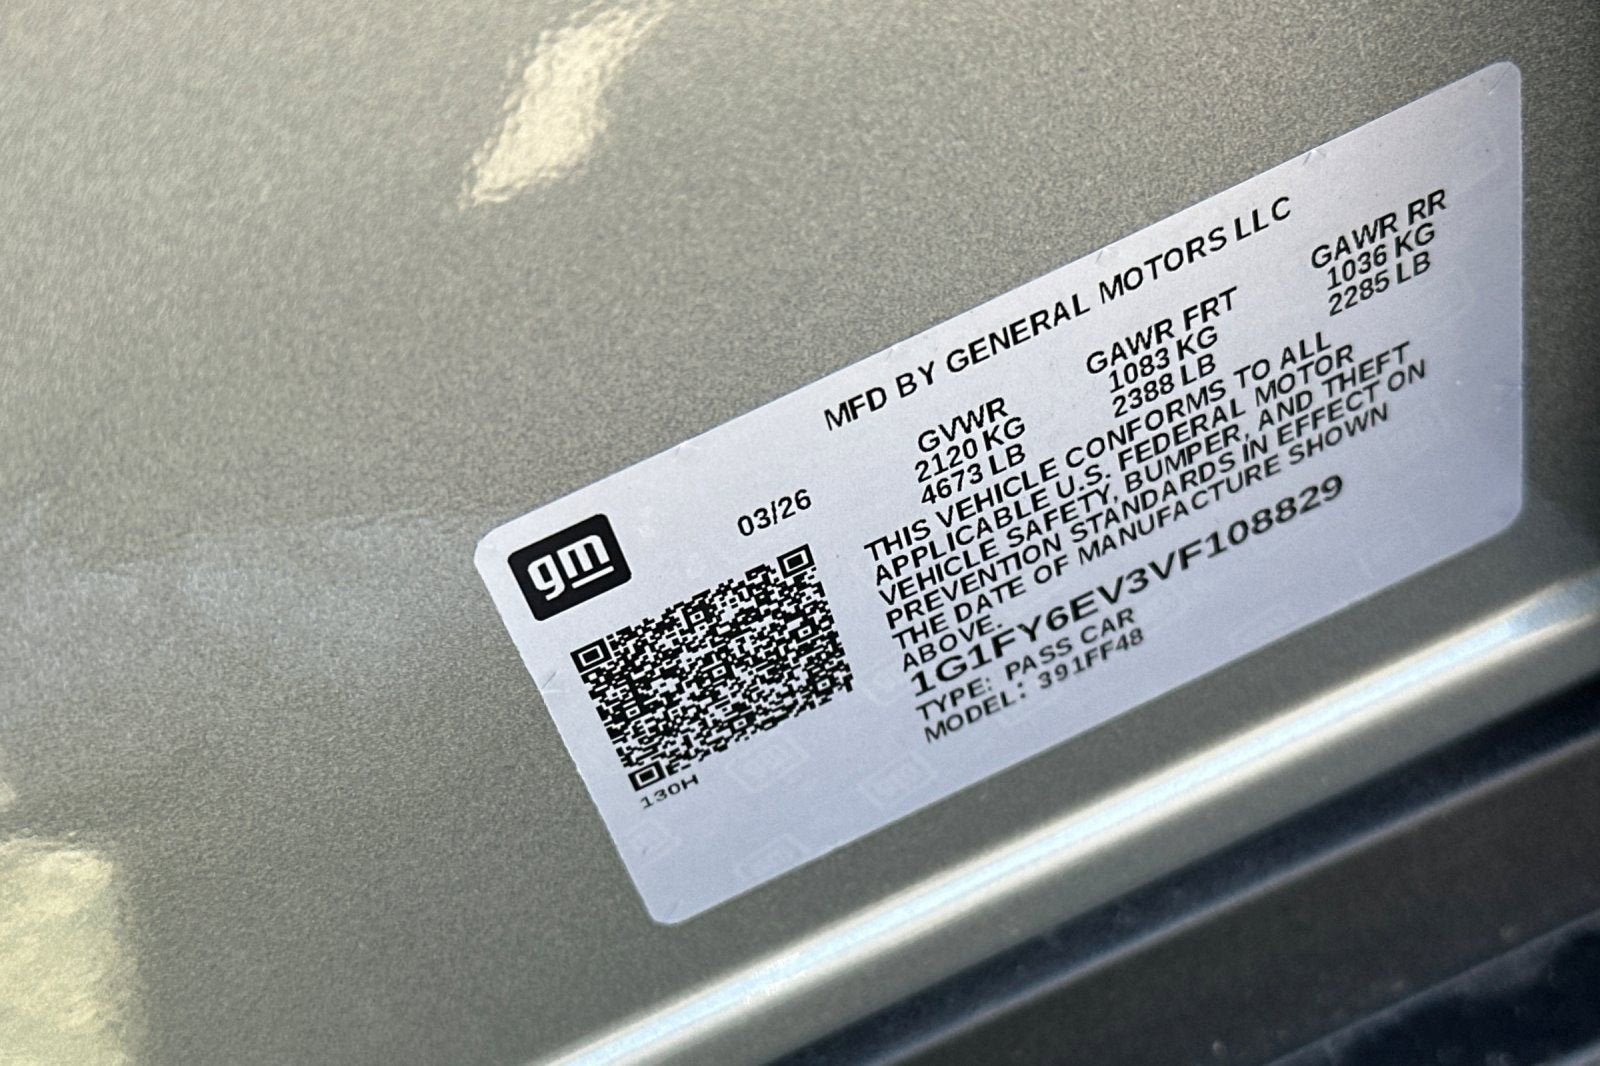 MFD BY GENERAL MOTORS LLC
gm
03/26
GVWR GAWR FRT GAWR RR
2120 KG 1083 KG 1036 KG
4673 LB 2388 LB 2285 LB
THIS VEHICLE CONFORMS TO ALL
APPLICABLE U.S. FEDERAL MOTOR
VEHICLE SAFETY, BUMPER, AND THEFT
PREVENTION STANDARDS IN EFFECT ON
THE DATE OF MANUFACTURE SHOWN
ABOVE.
1G1FY6EV3VF108829
TYPE: PASS CAR
MODEL: 391FF48
130H